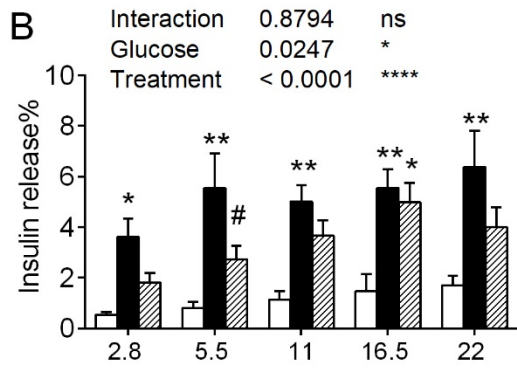 B
Interaction 0.8794 ns
Glucose 0.0247 *
Treatment < 0.0001 ****
Insulin release%
10
8
6
4
2
0
* ** # ** ** * **
2.8 5.5 11 16.5 22